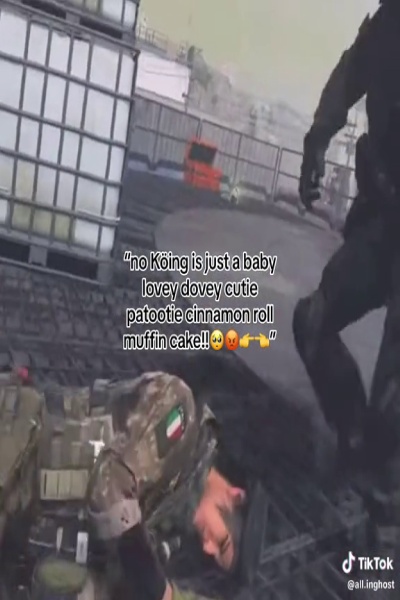 “no Köing is just a baby
lovey dovey cutie
patootie cinnamon roll
muffin cake!!🥺😡👉👈”
TikTok
@all.inghost